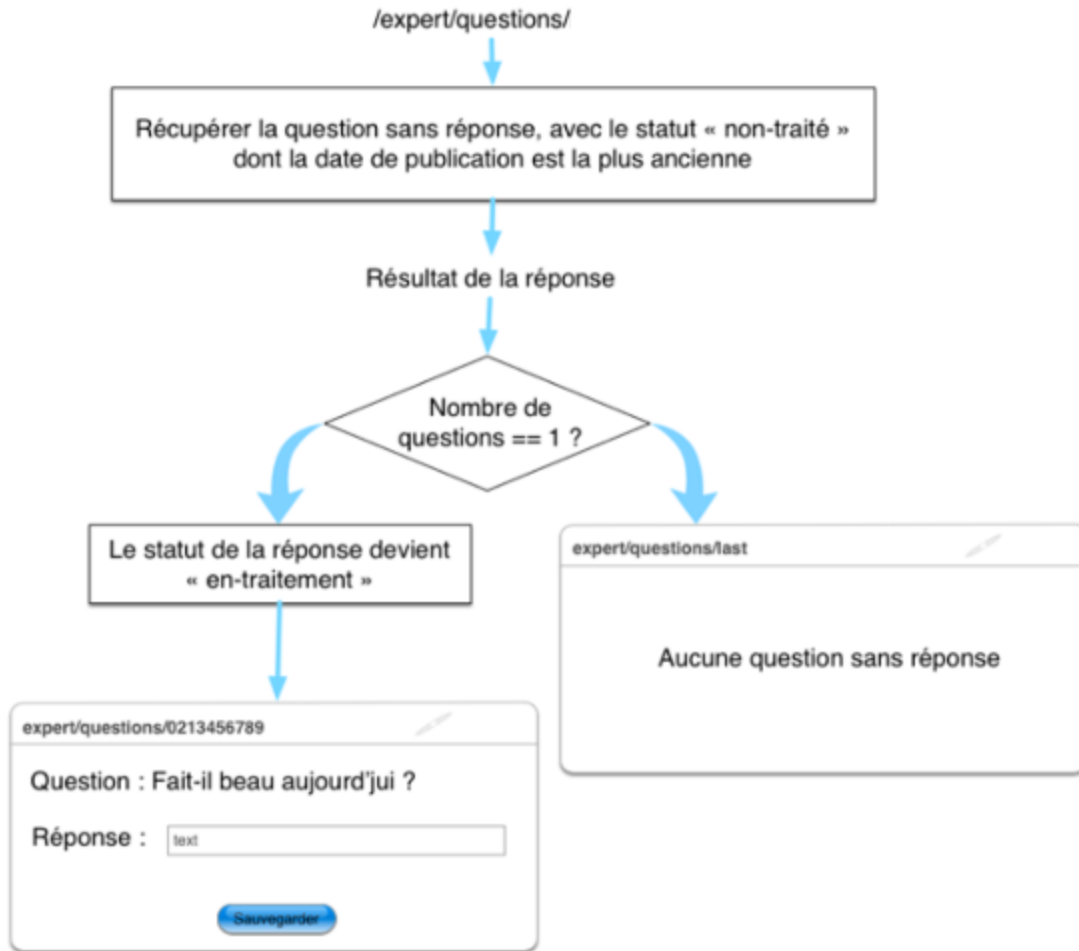 /expert/questions/
Récupérer la question sans réponse, avec le statut « non-traité »
dont la date de publication est la plus ancienne
Résultat de la réponse
Nombre de
questions == 1 ?
Le statut de la réponse devient
« en-traitement »
expert/questions/last
Aucune question sans réponse
expert/questions/0213456789
Question : Fait-il beau aujourd'jui ?
Réponse :
text
Sauvegarder